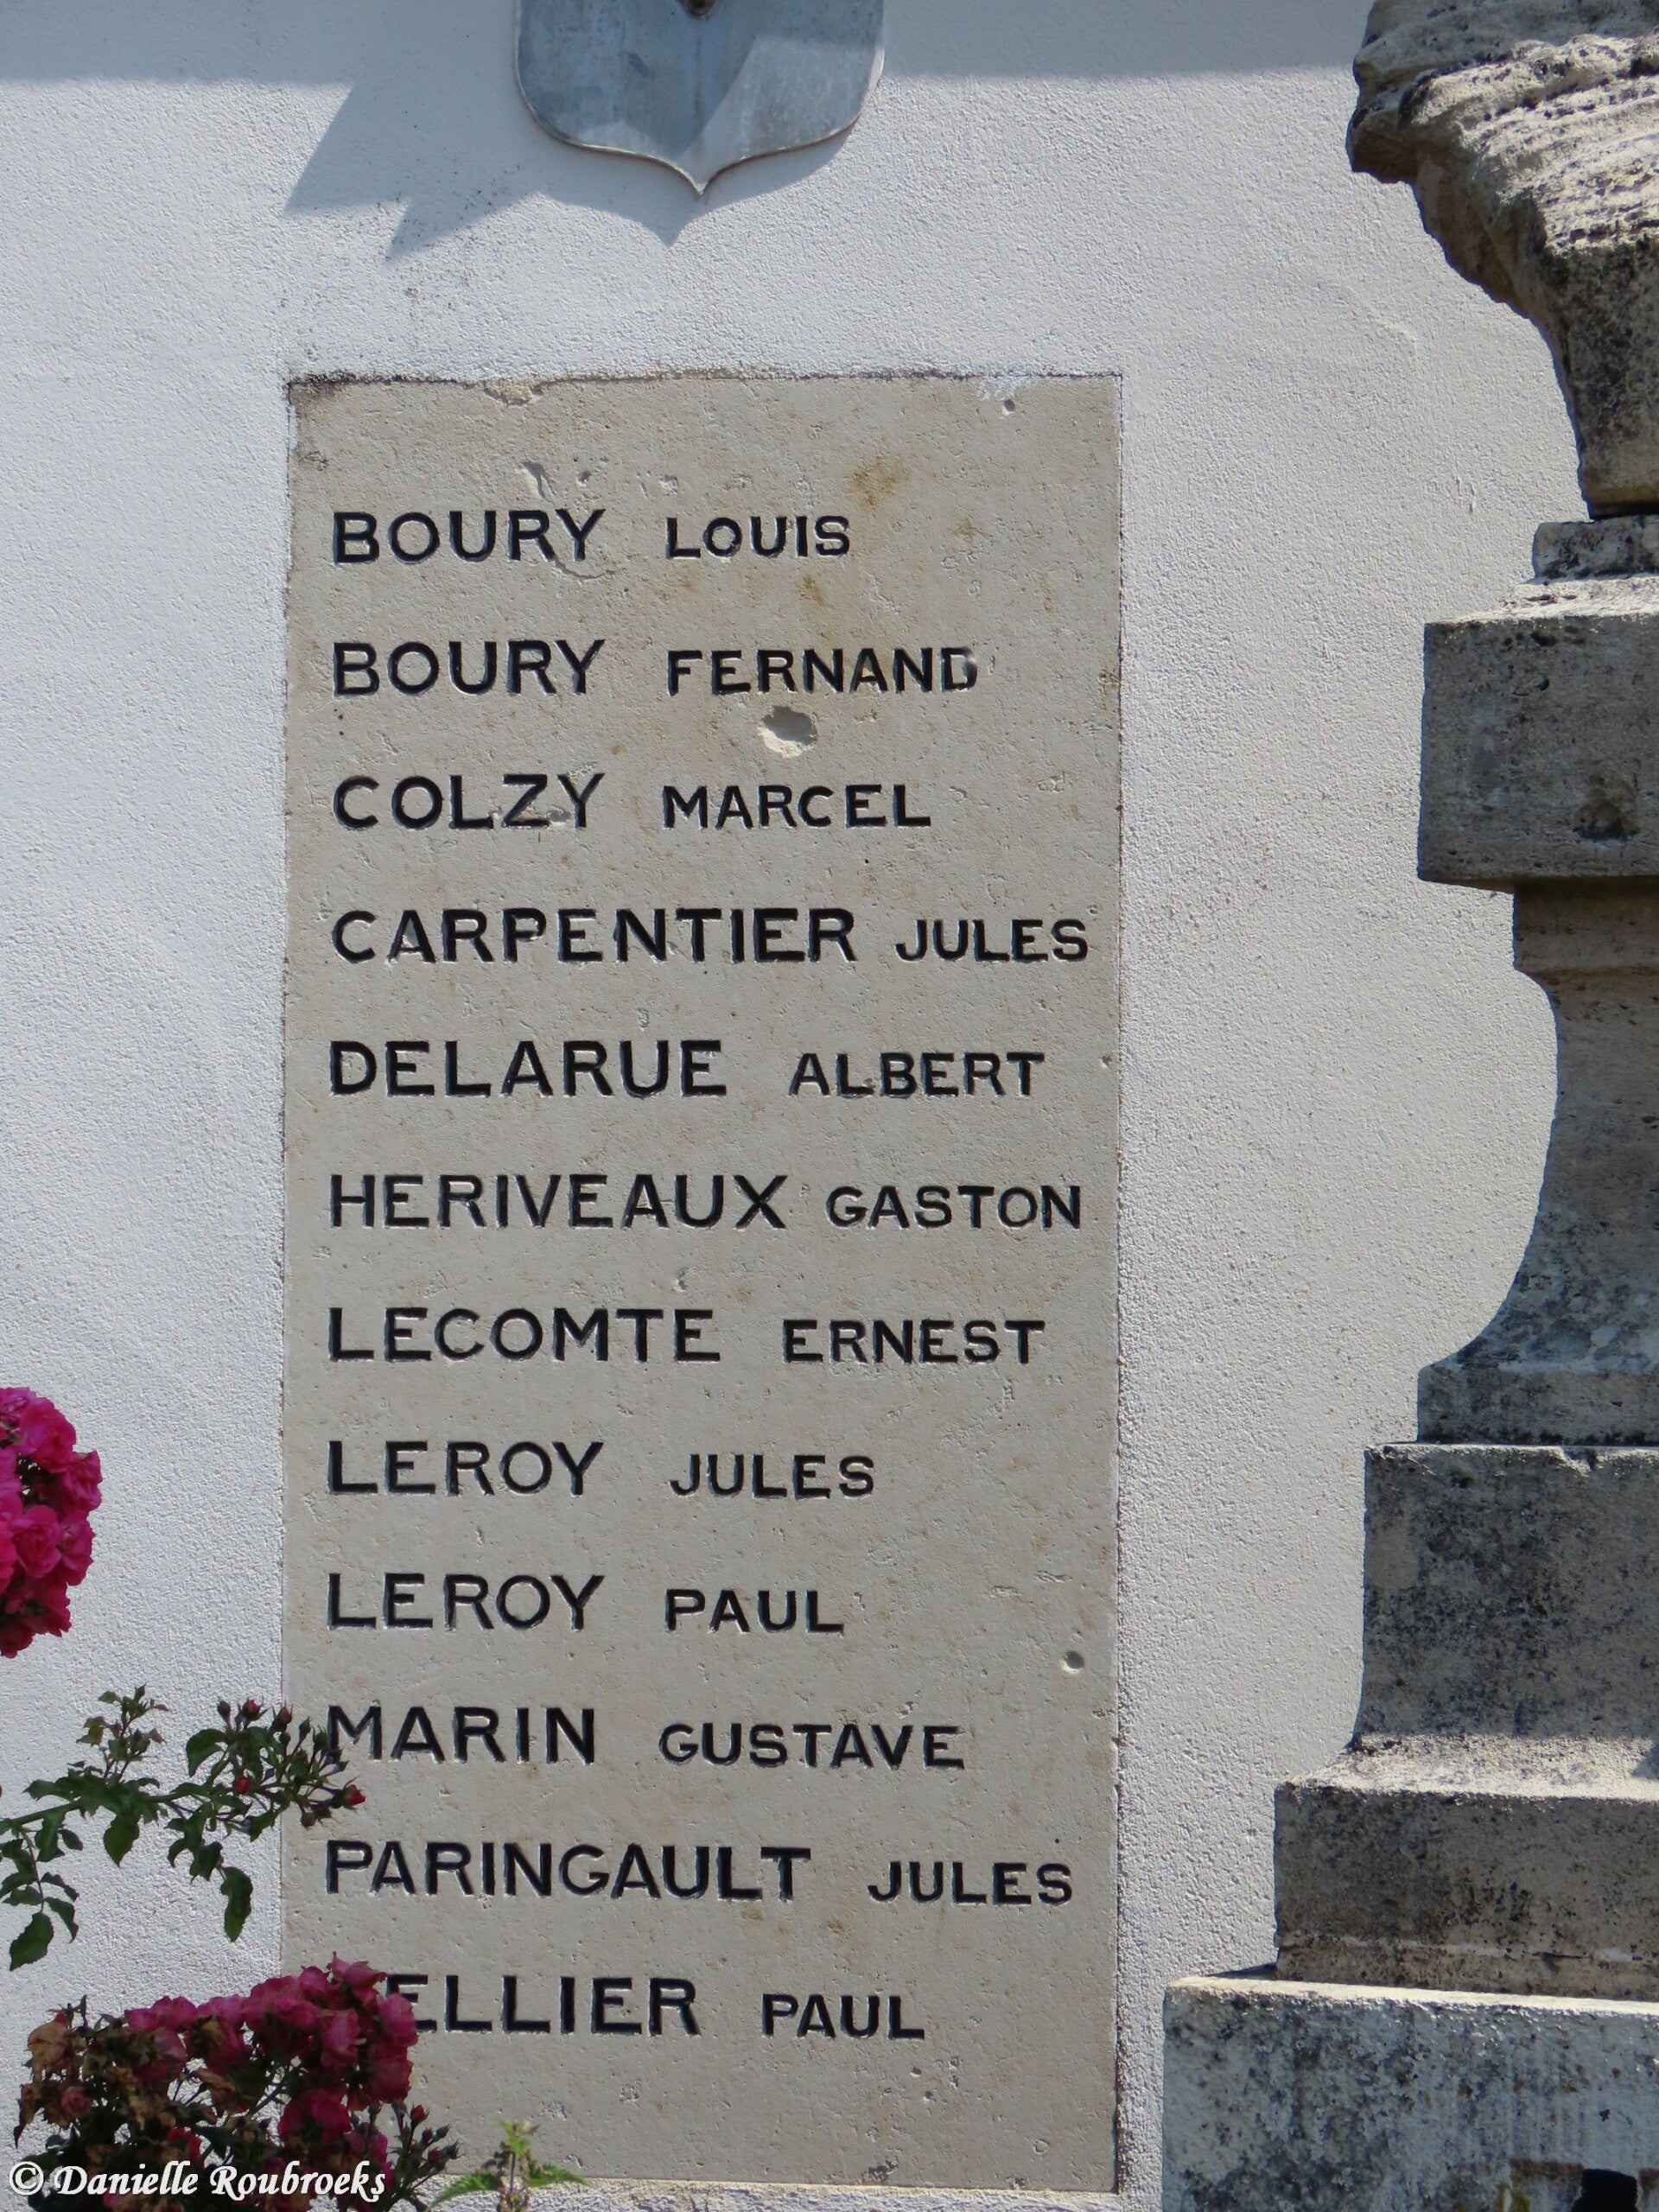 BOURY LOUIS
BOURY FERNAND
COLZY MARCEL
CARPENTIER JULES
DELARUE ALBERT
HERIVEAUX GASTON
LECOMTE ERNEST
LEROY JULES
LEROY PAUL
MARIN GUSTAVE
PARINGAULT JULES
PAUL
© Danielle Roubroeks